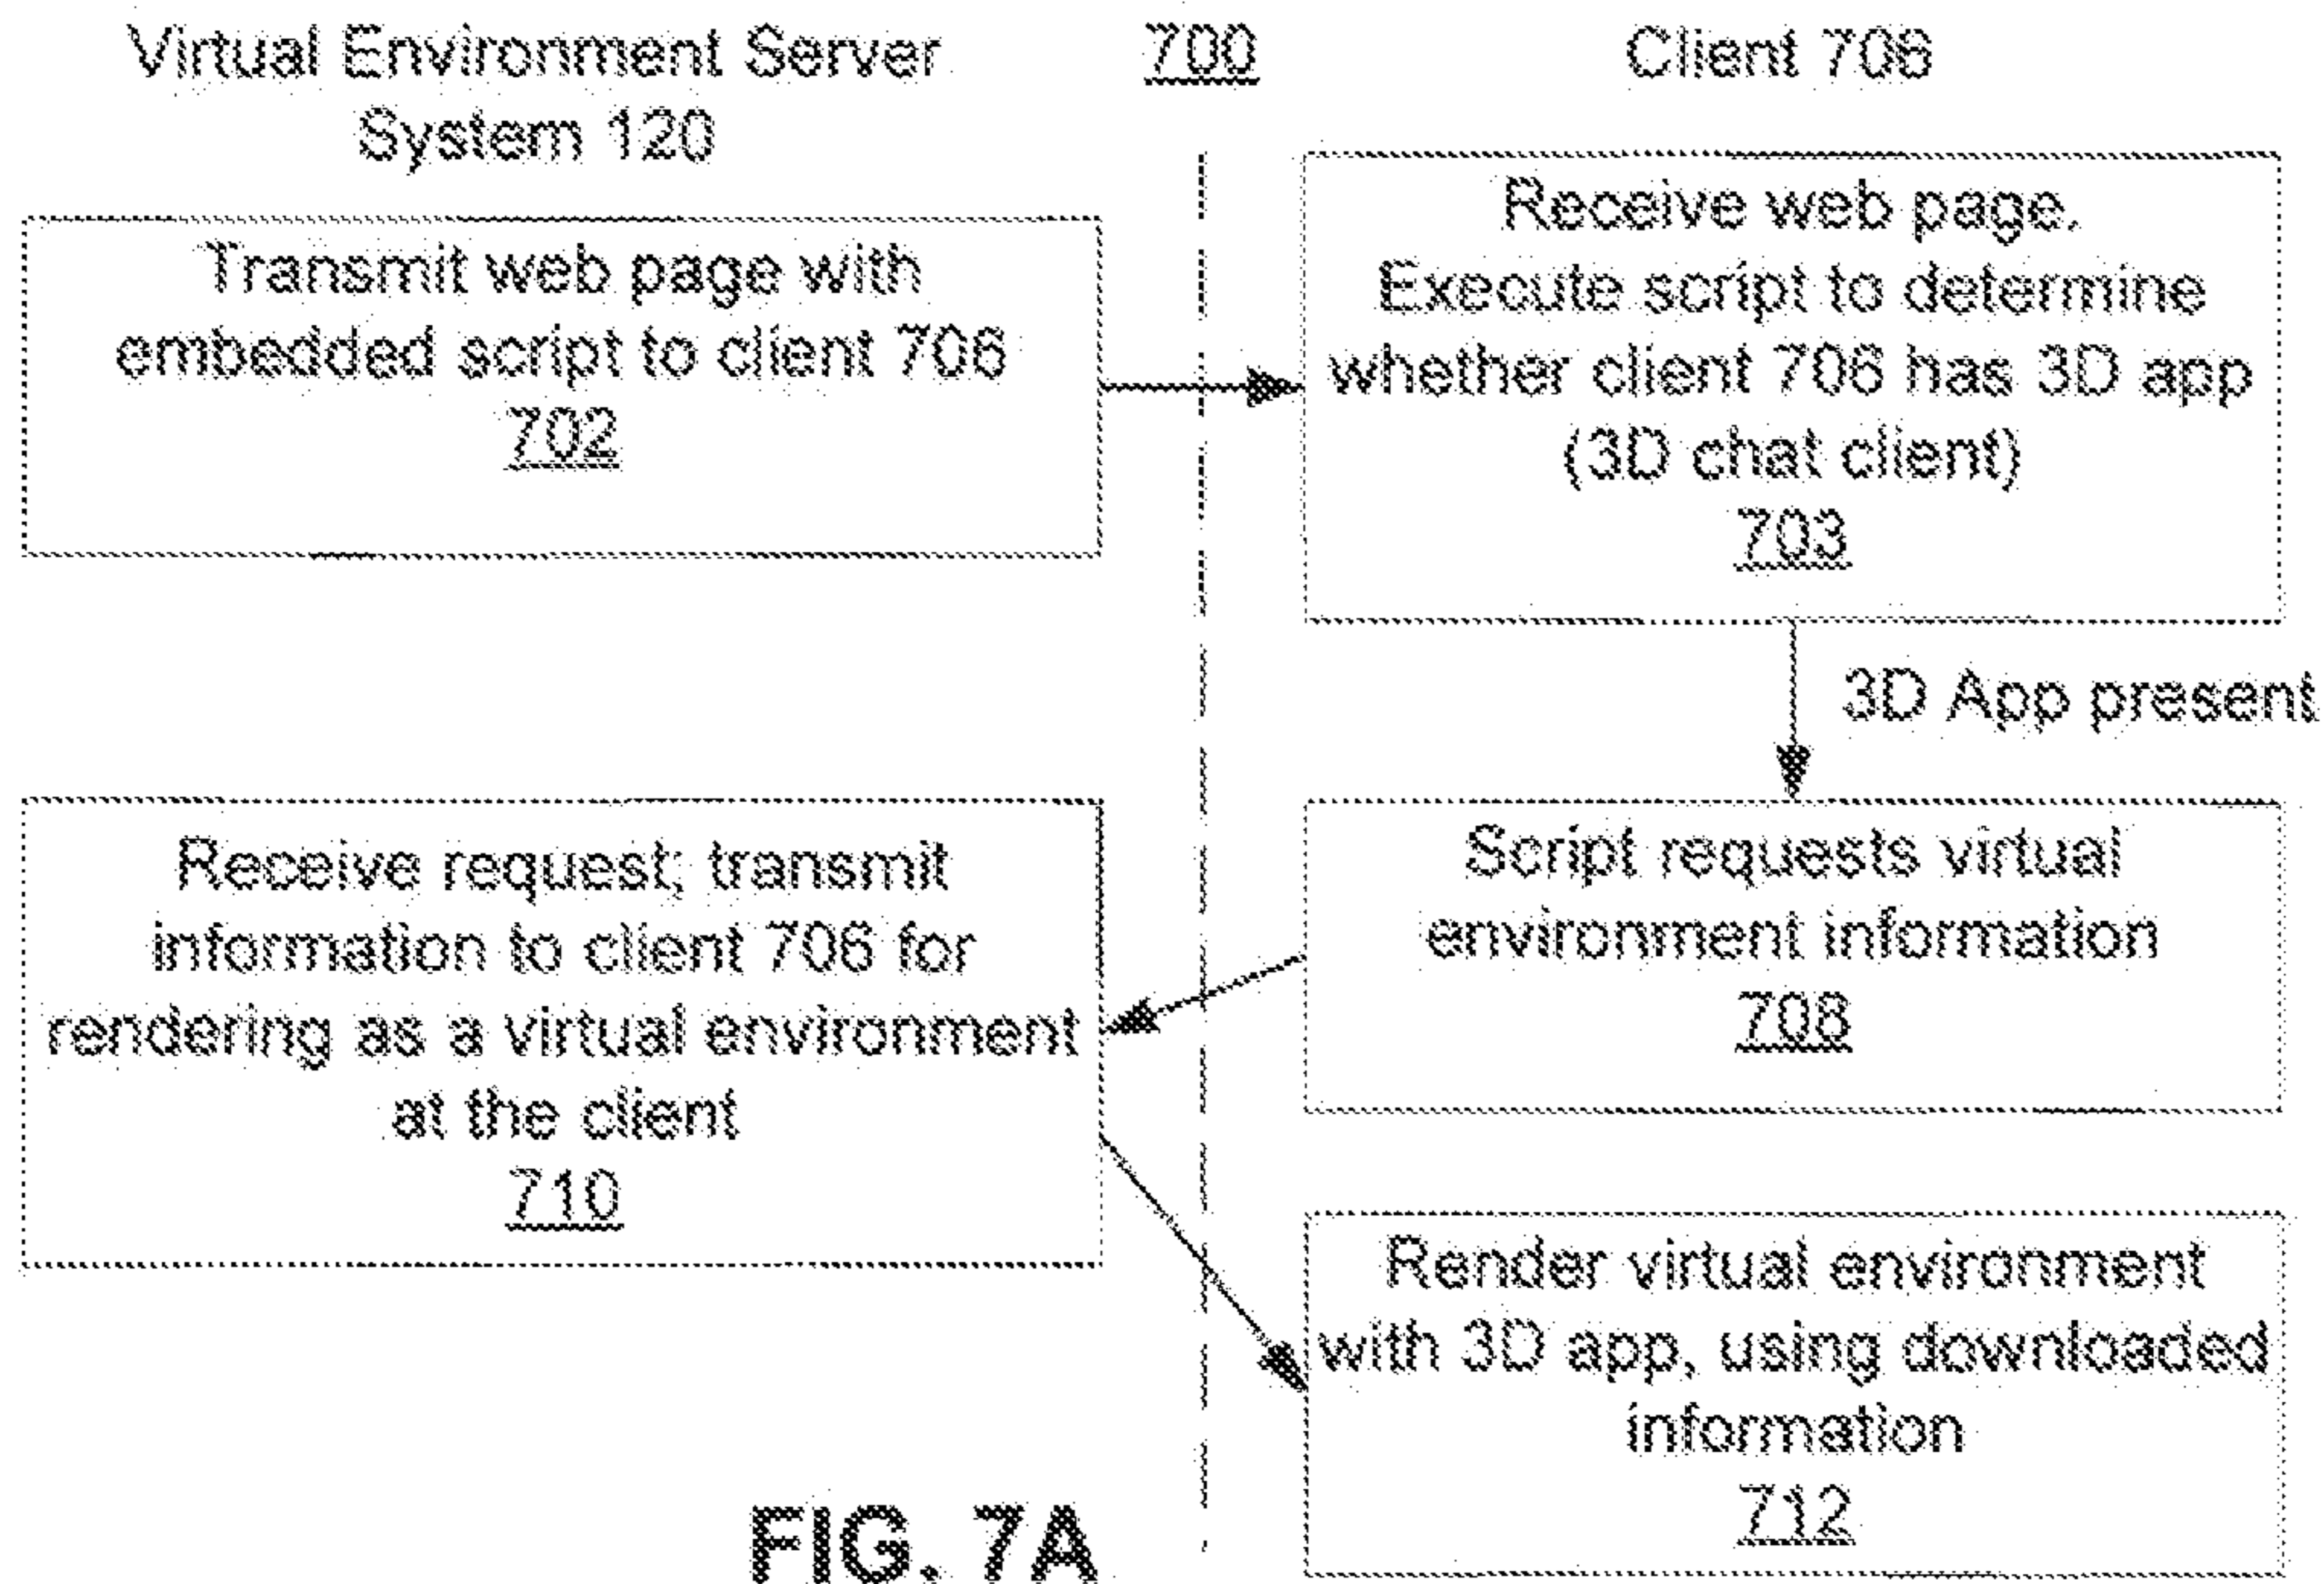 Virtual Environment Server
System 120
700
Client 706
Transmit web page with
embedded script to client 706
702
Receive web page.
Execute script to determine
whether client 706 has 3D app
(3D chat client)
703
3D App present
Script requests virtual
environment information
708
Receive request; transmit
information to client 706 for
rendering as a virtual environment
at the client
710
Render virtual environment
with 3D app, using downloaded
information
712
FIG. 7A